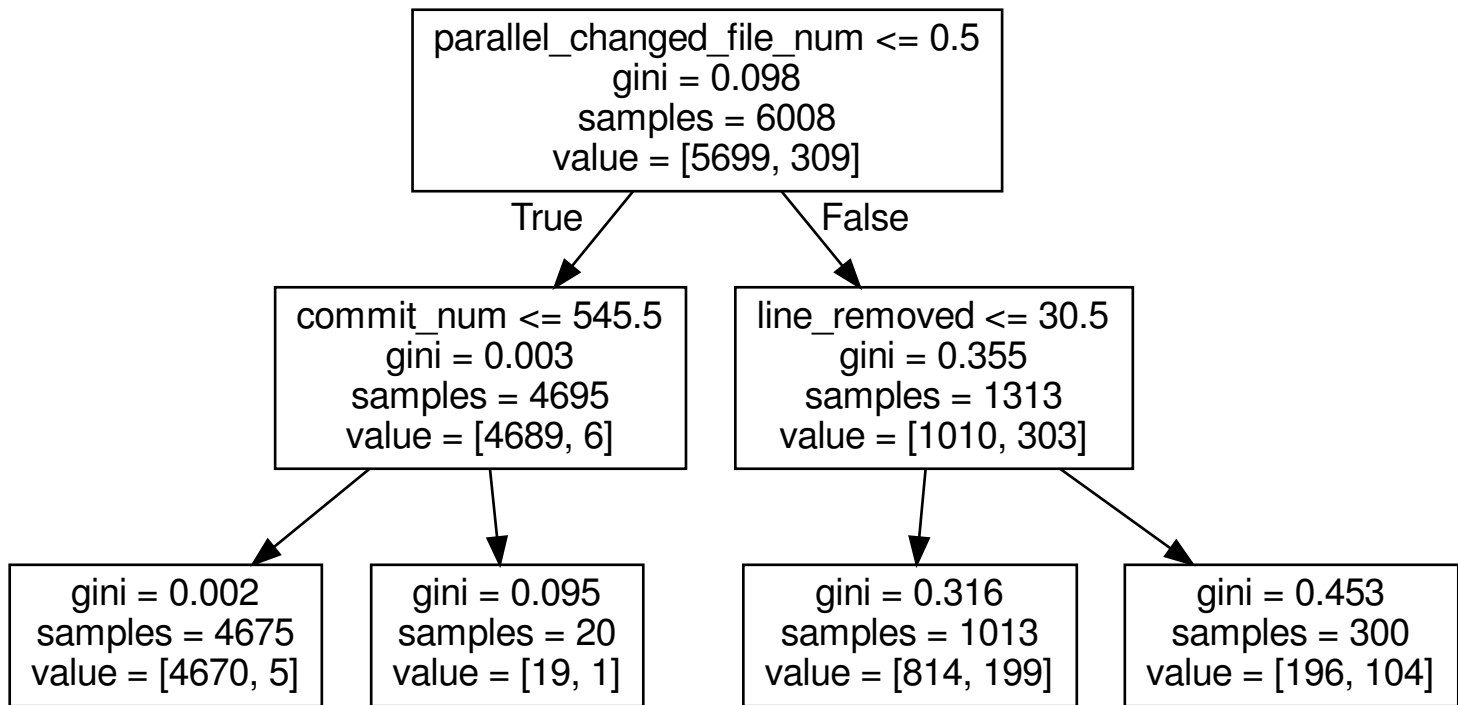 parallel_changed_file_num <= 0.5
gini = 0.098
samples = 6008
value = [5699, 309]
True
False
commit_num <= 545.5
gini = 0.003
samples = 4695
value = [4689, 6]
line_removed <= 30.5
gini = 0.355
samples = 1313
value = [1010, 303]
gini = 0.002
samples = 4675
value = [4670, 5]
gini = 0.095
samples = 20
value = [19, 1]
gini = 0.316
samples = 1013
value = [814, 199]
gini = 0.453
samples = 300
value = [196, 104]